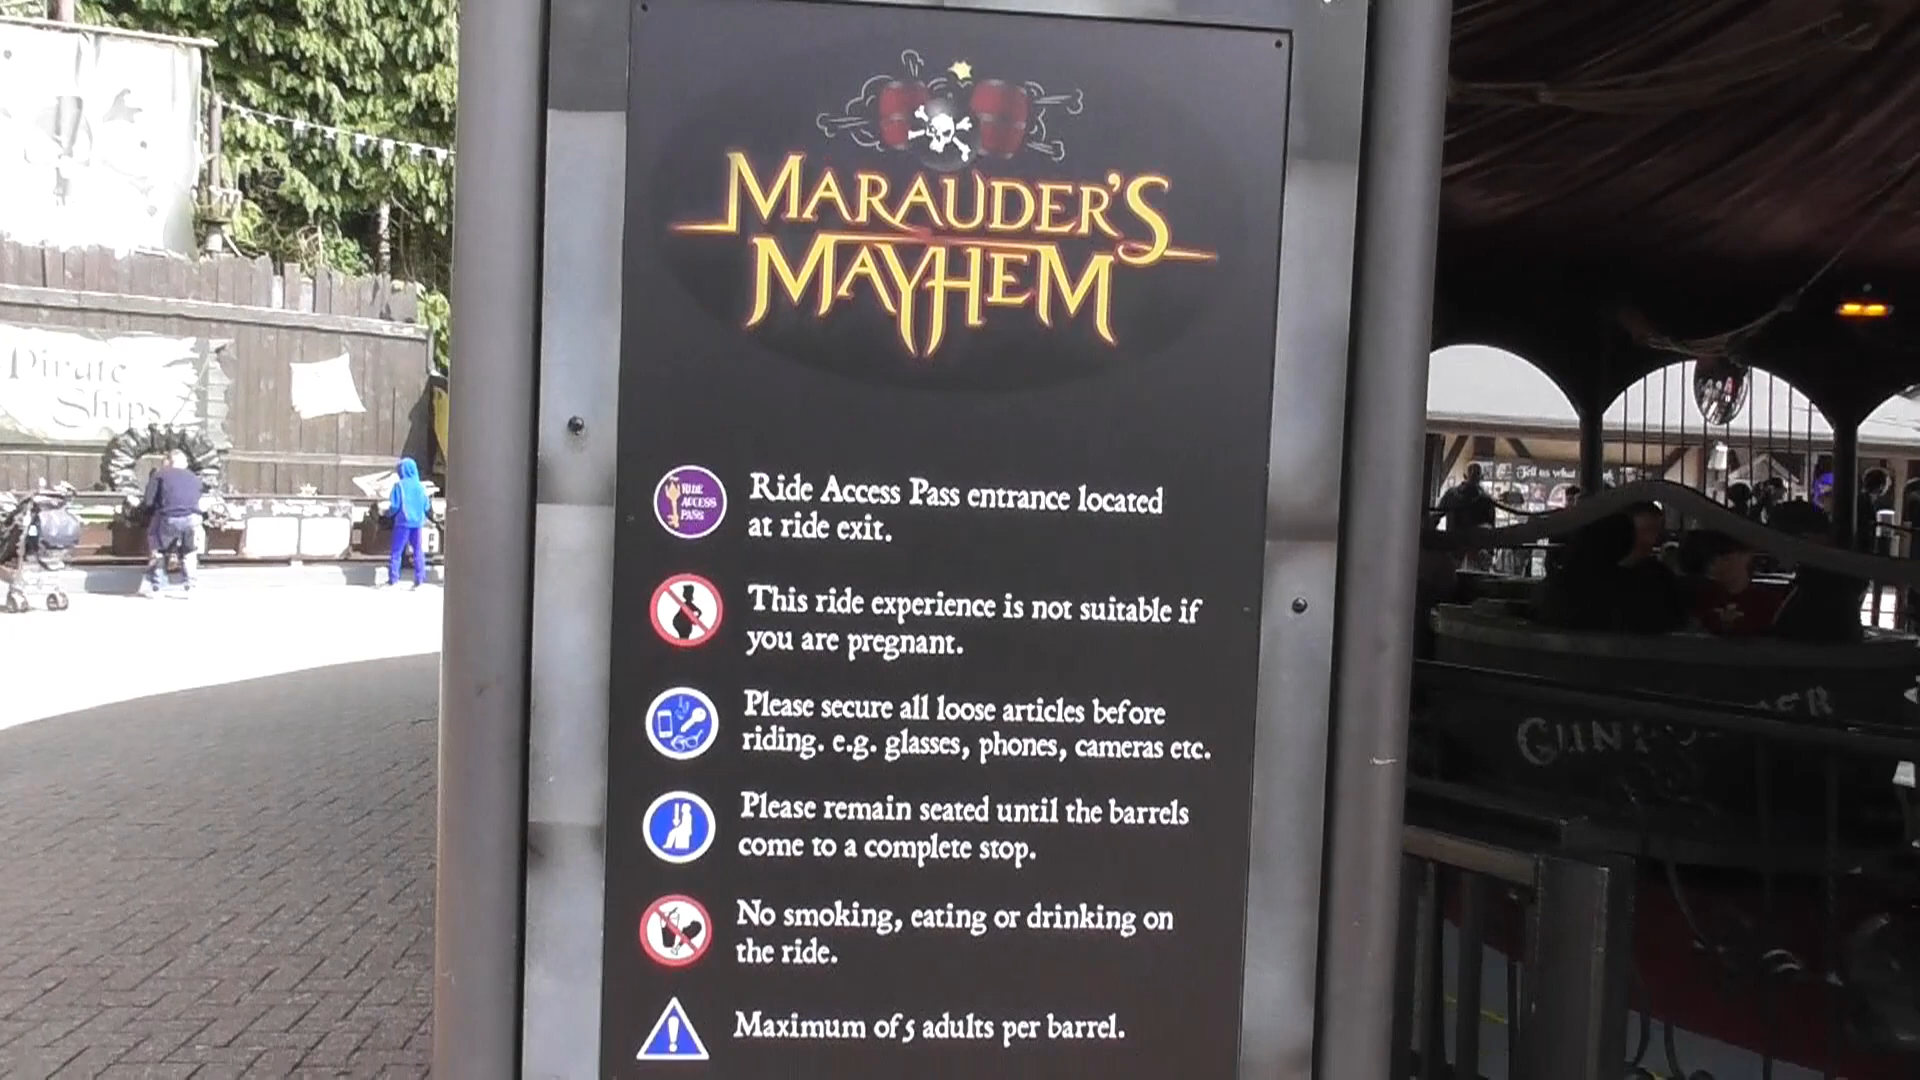 MARAUDER'S
MAYHEM
RIDE
ACCESS
PASS
Ride Access Pass entrance located
at ride exit.
This ride experience is not suitable if
you are pregnant.
Please secure all loose articles before
riding. e.g. glasses, phones, cameras etc.
Please remain seated until the barrels
come to a complete stop.
No smoking, eating or drinking on
the ride.
Maximum of 5 adults per barrel.
Pirate
Ships
Tell us what